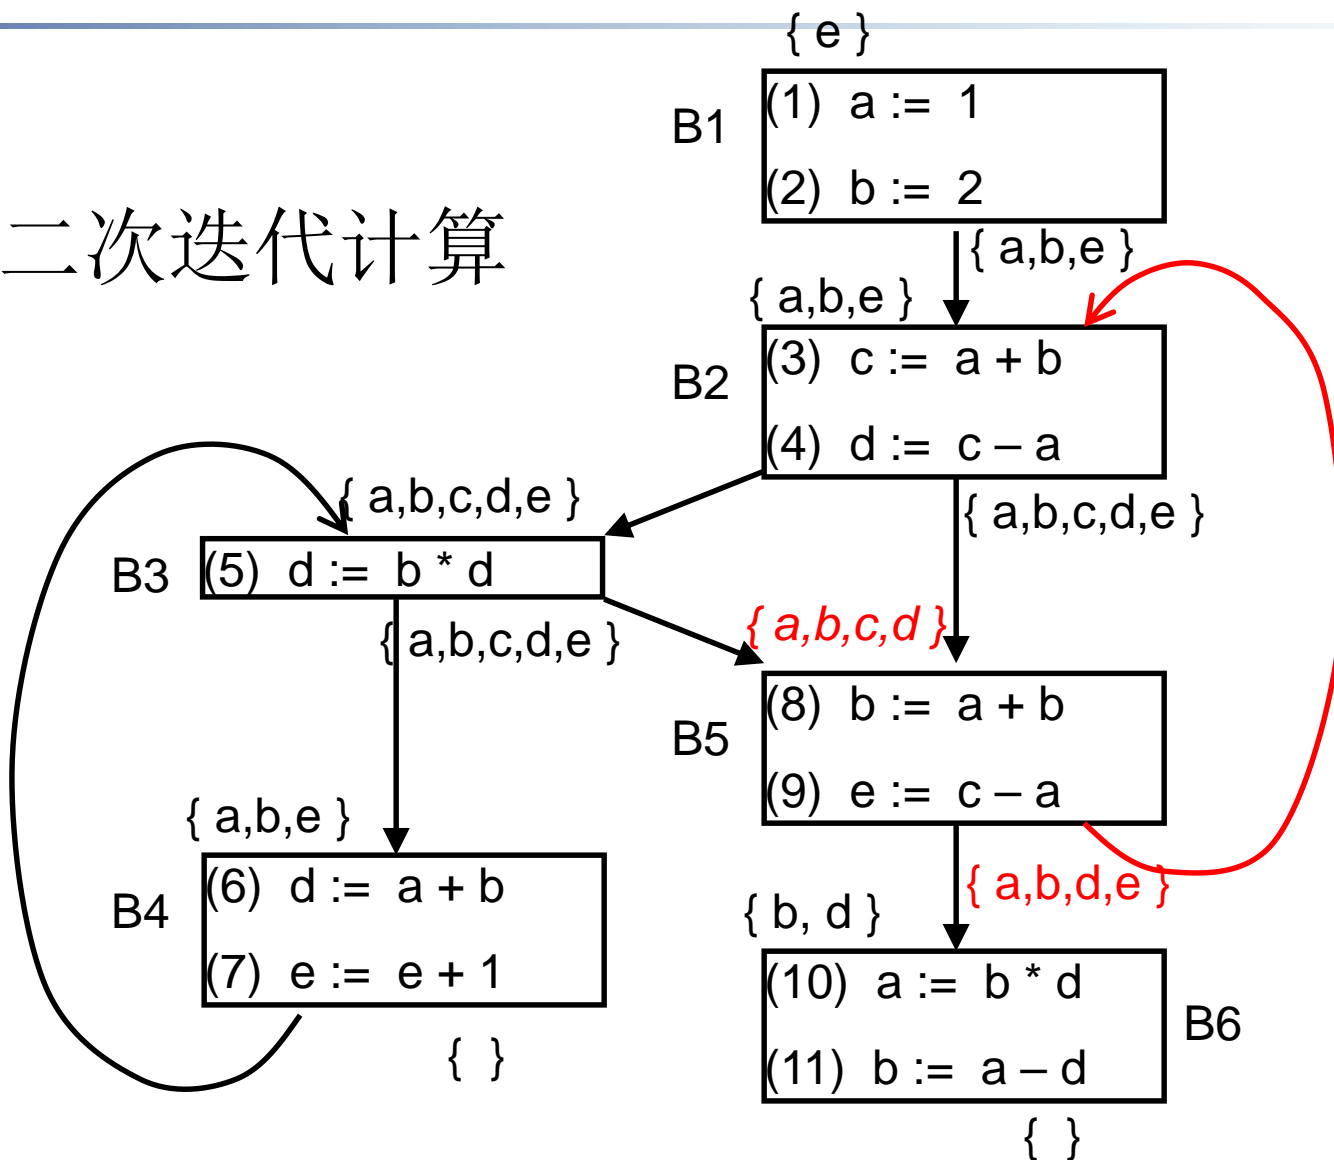 { e }
B1
(1) a := 1
(2) b := 2
二次迭代计算
{ a,b,e }
{ a,b,e }
B2
(3) c := a + b
(4) d := c – a
{ a,b,c,d,e }
{ a,b,c,d,e }
B3
(5) d := b * d
{ a,b,c,d }
{ a,b,c,d,e }
B5
(8) b := a + b
(9) e := c – a
{ a,b,e }
B4
(6) d := a + b
(7) e := e + 1
{ }
{ a,b,d,e }
{ b, d }
(10) a := b * d
(11) b := a – d
B6
{ }